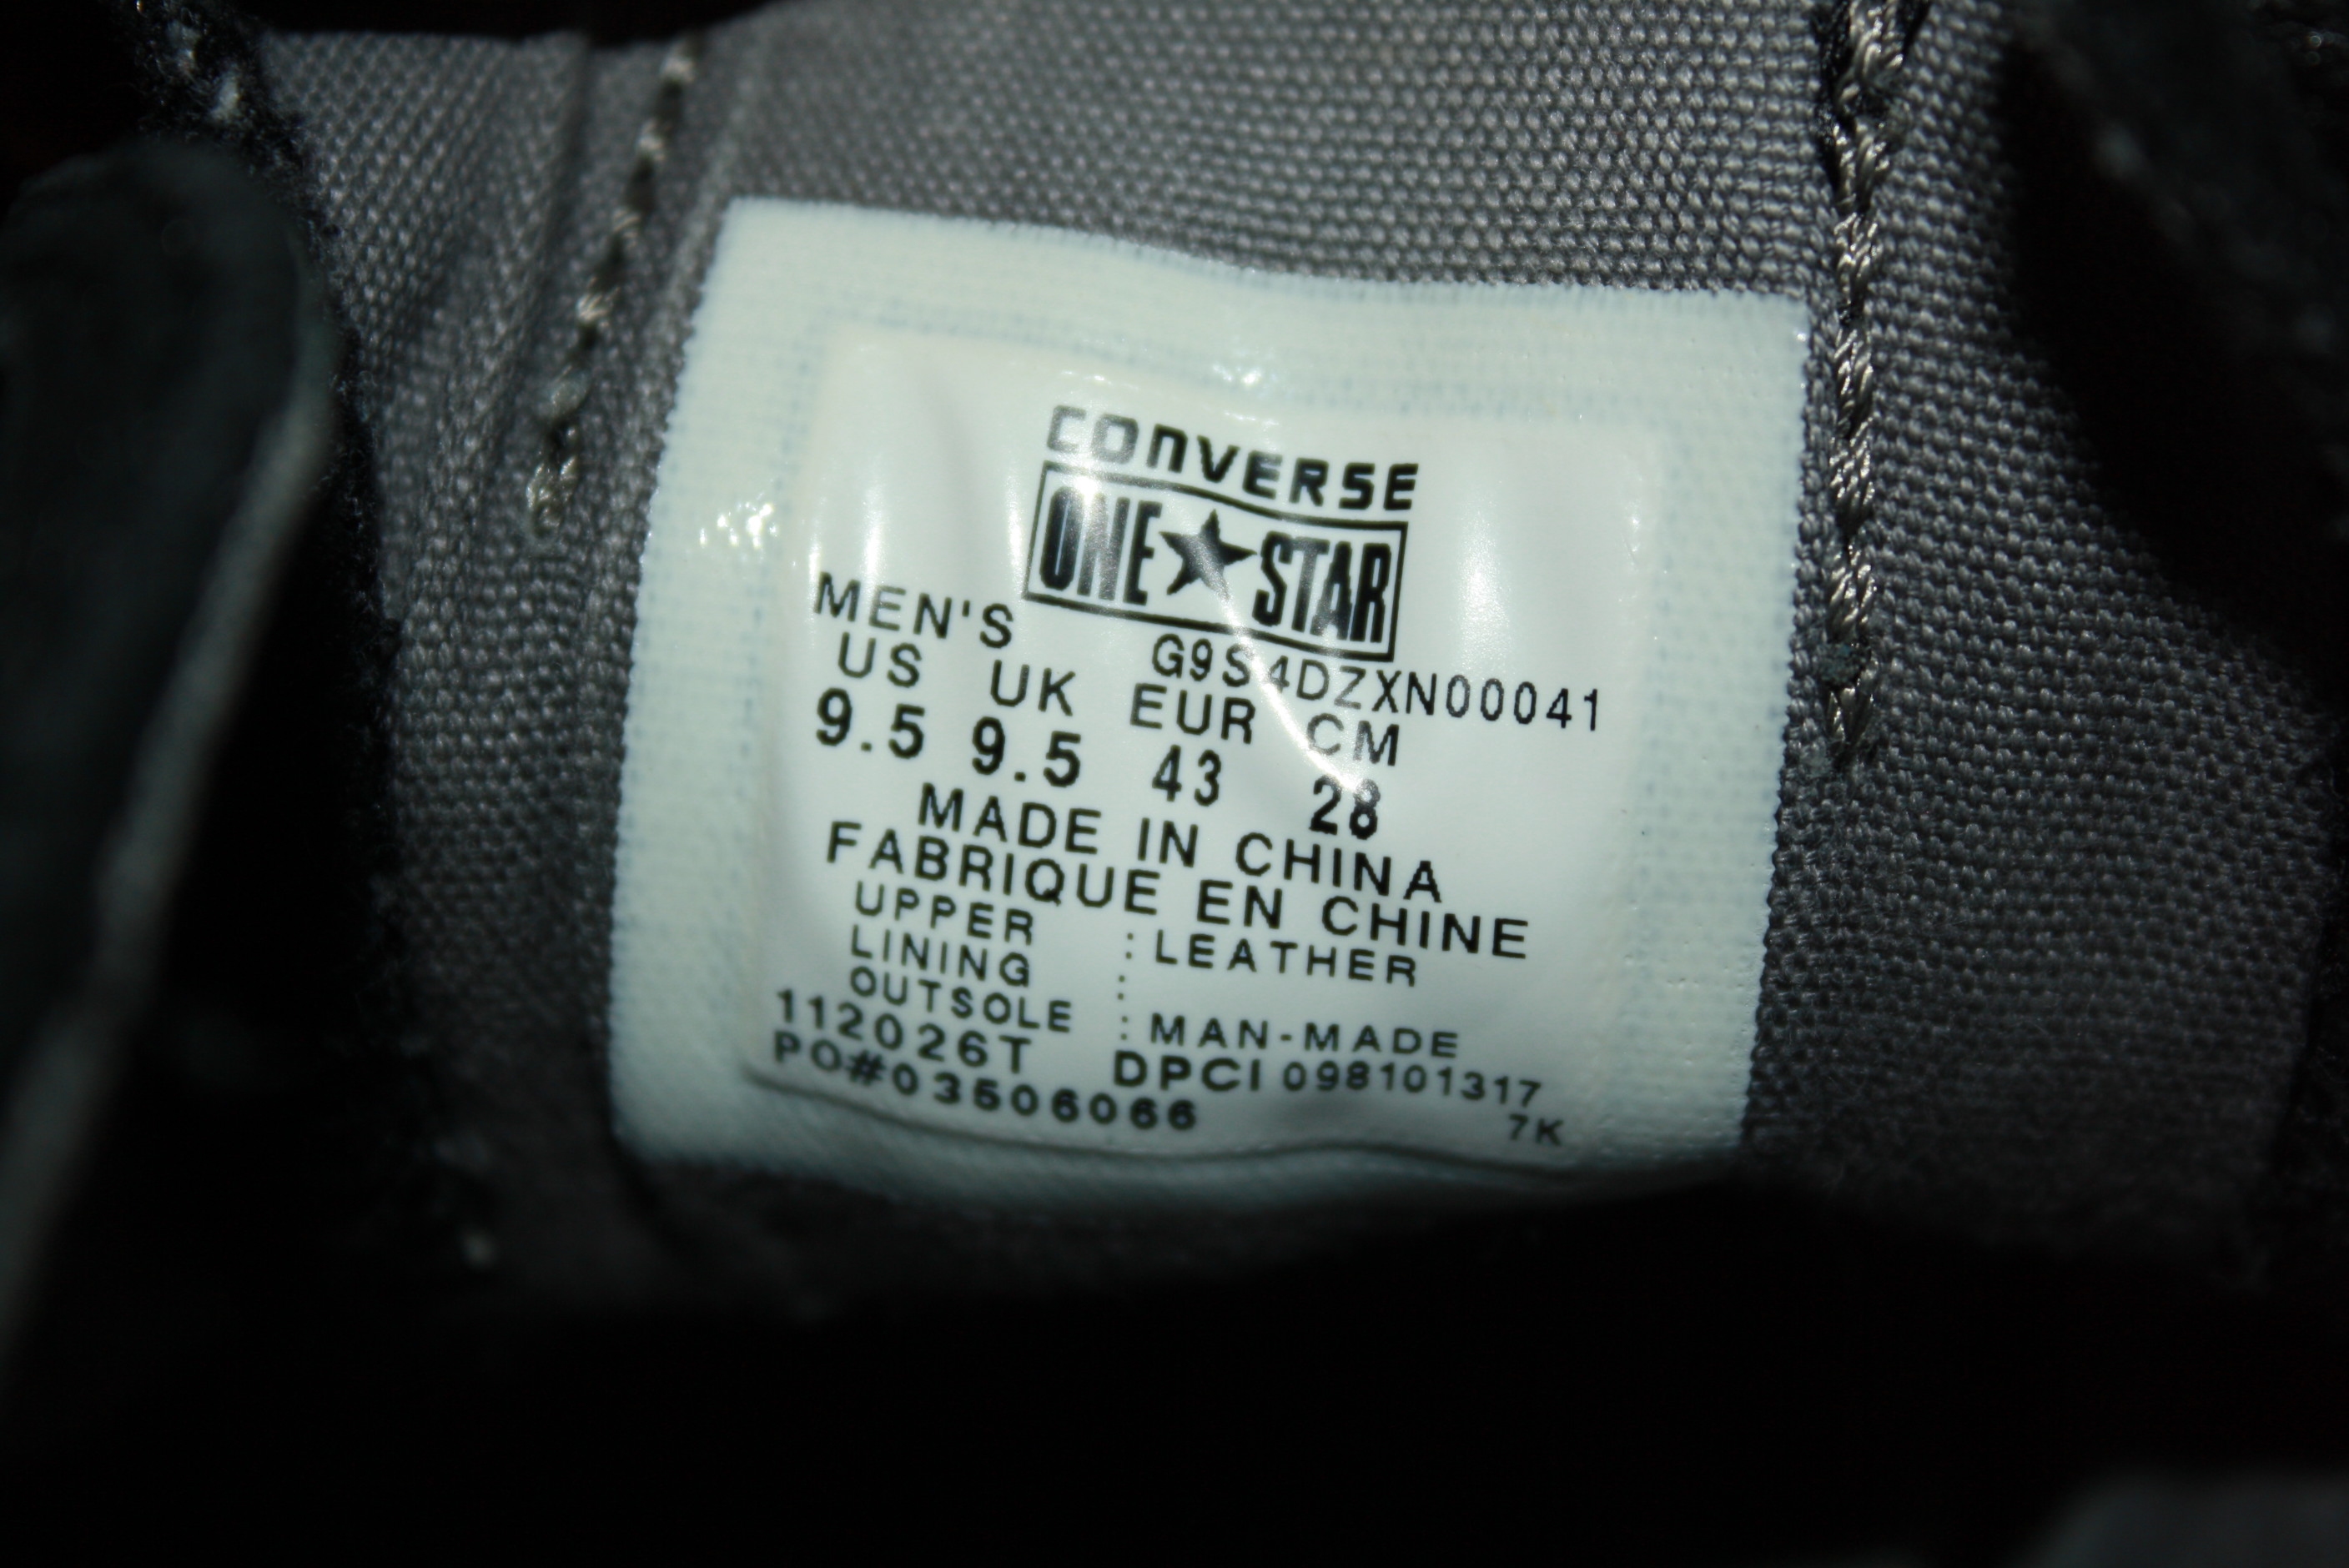 CONVERSE
ONE★STAR
MEN'S
G9S4DZXN00041
US UK EUR CM
9.5 9.5 43 28
MADE IN CHINA
FABRIQUE EN CHINE
UPPER : LEATHER
LINING :
OUTSOLE : MAN-MADE
112026T DPCI 098101317
PO#03506066 7K